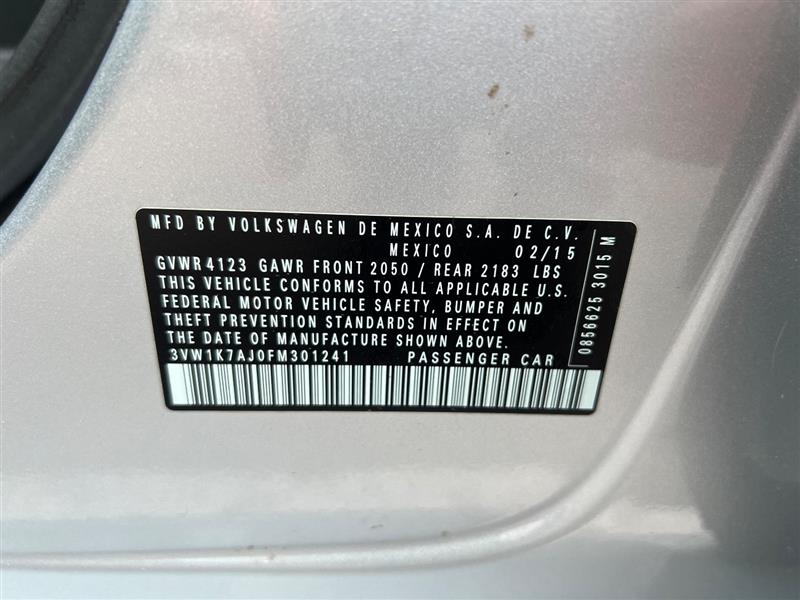 MFD BY VOLKSWAGEN DE MEXICO S.A. DE C.V.
MEXICO 02/15
GVWR 4123 GAWR FRONT 2050 / REAR 2183 LBS
THIS VEHICLE CONFORMS TO ALL APPLICABLE U.S.
FEDERAL MOTOR VEHICLE SAFETY, BUMPER AND
THEFT PREVENTION STANDARDS IN EFFECT ON
THE DATE OF MANUFACTURE SHOWN ABOVE.
3VW1K7AJ0FM301241 PASSENGER CAR
0856625 3015 M